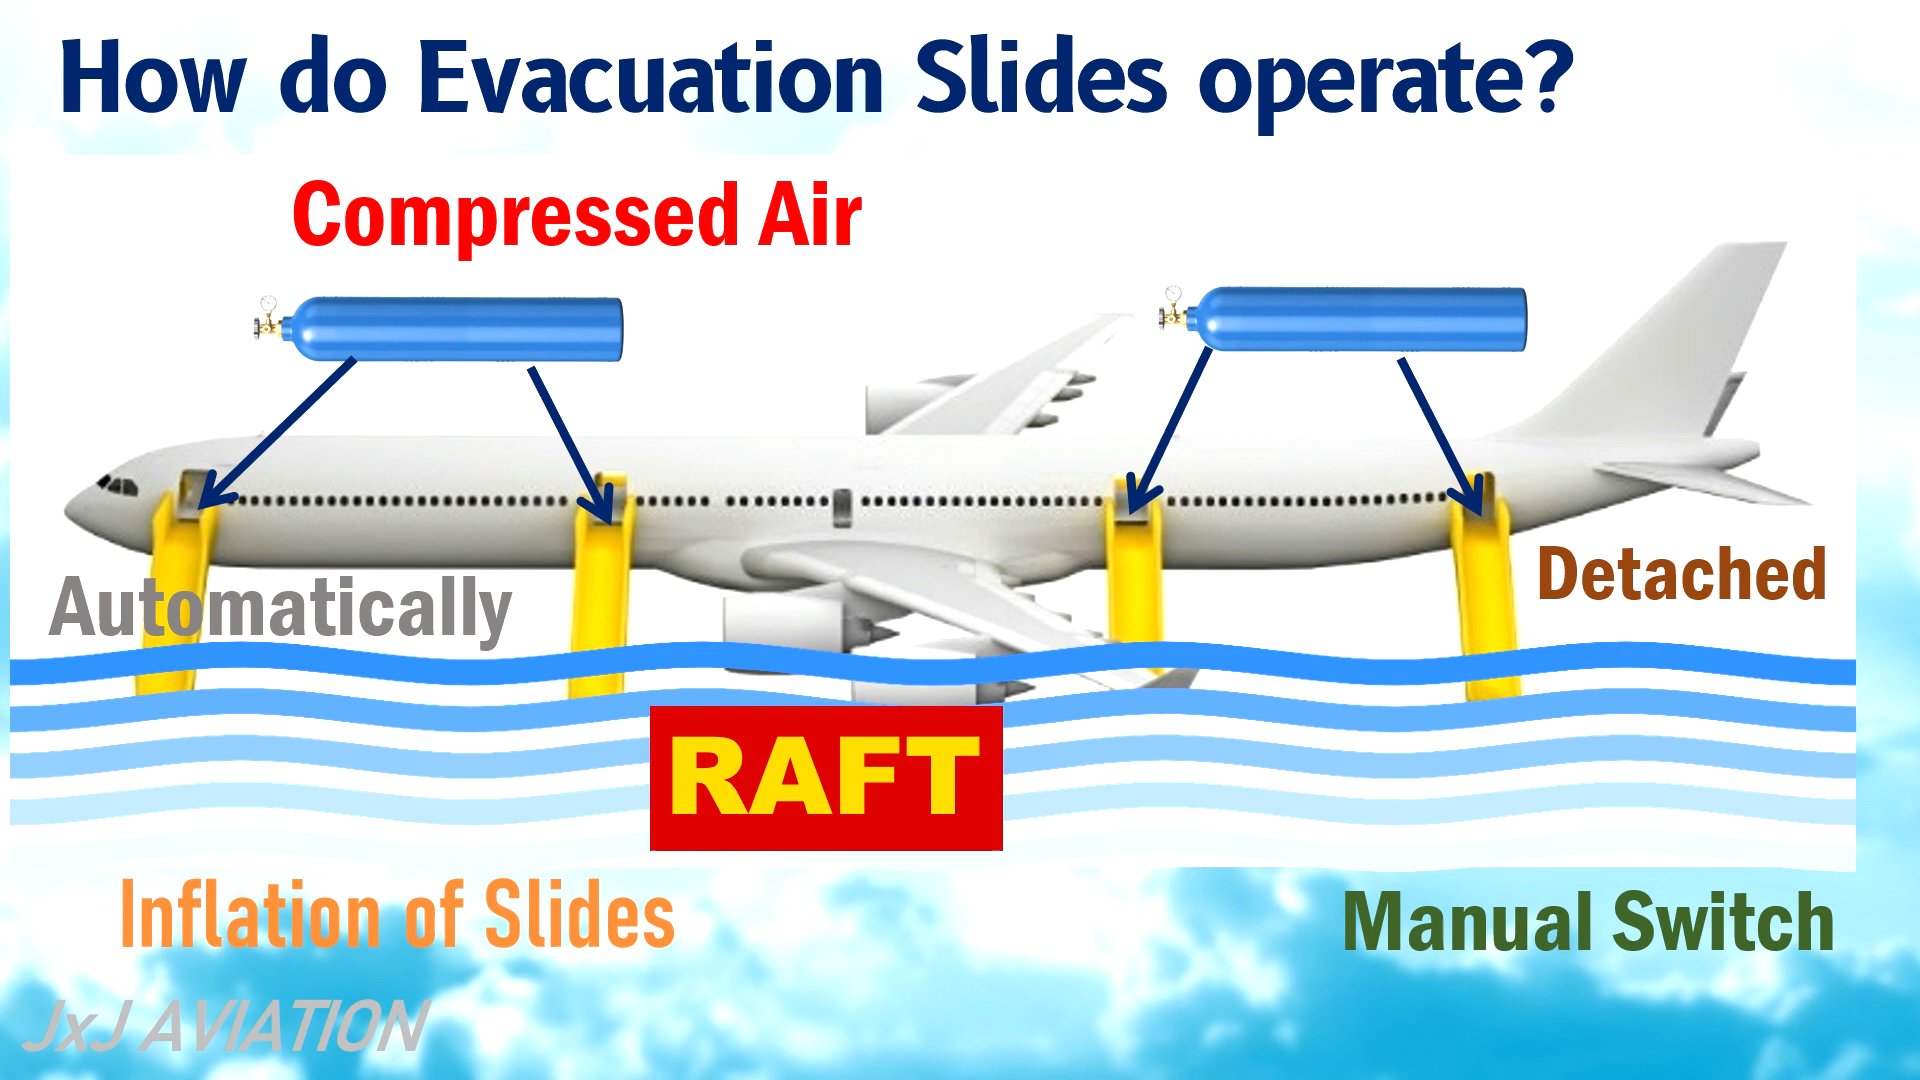 How do Evacuation Slides operate?
Compressed Air
Automatically
Detached
RAFT
Inflation of Slides
Manual Switch
JxJ AVIATION